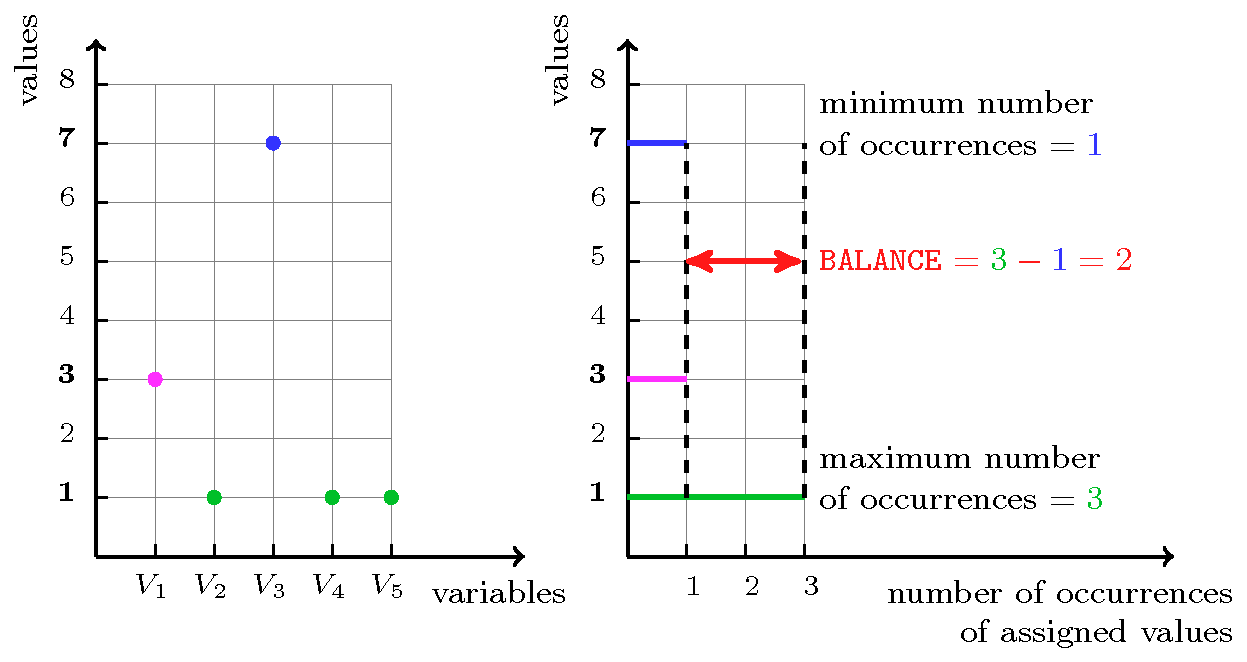 values
8
7
6
5
4
3
2
1
V1 V2 V3 V4 V5
variables
values
8
7
6
5
4
3
2
1
minimum number
of occurrences = 1
BALANCE = 3 − 1 = 2
maximum number
of occurrences = 3
1 2 3
number of occurrences
of assigned values